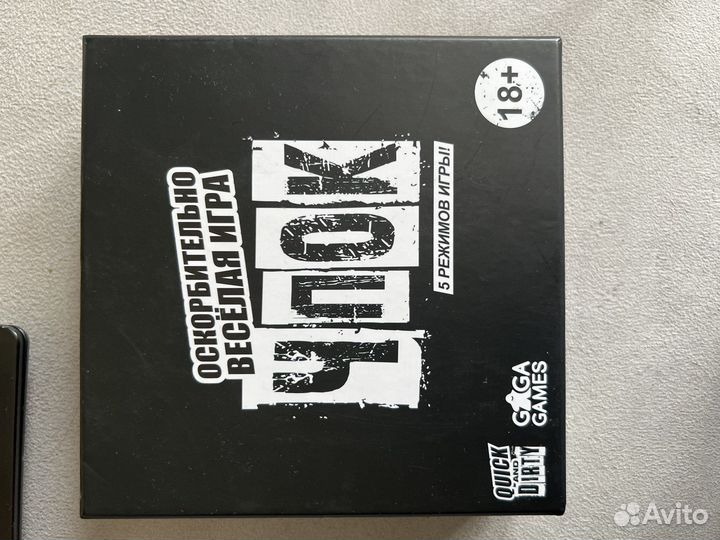 18+
ОСКОРБИТЕЛЬНО
ВЕСЁЛАЯ ИГРА
ЧПОК
5 РЕЖИМОВ ИГРЫ!!
QUICK
AND
DIRTY
GAGA
GAMES
Avito